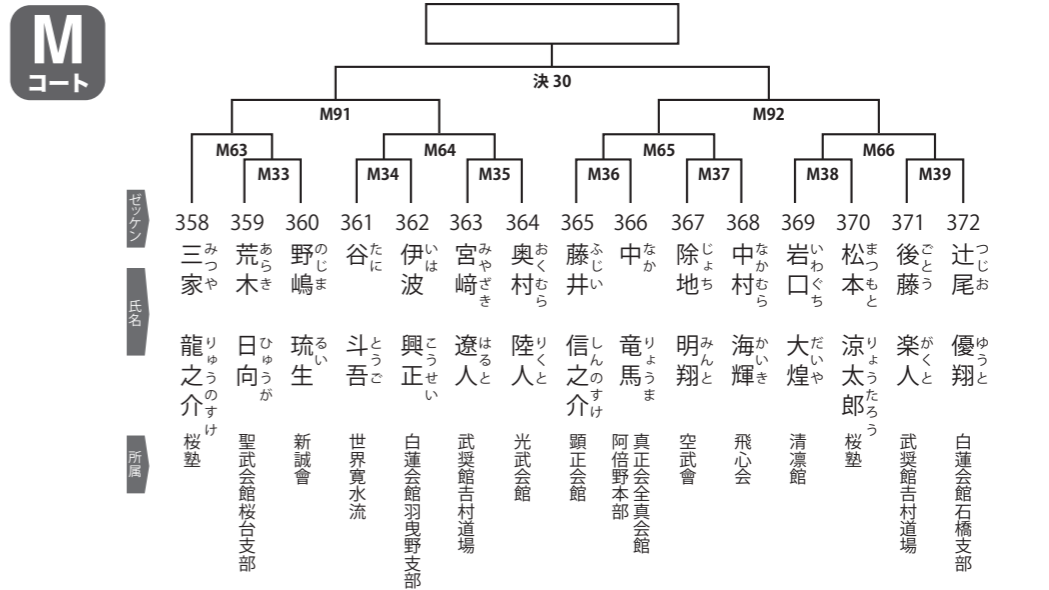 M
コート
決 30
M91
M92
M63
M64
M65
M66
M33
M34
M35
M36
M37
M38
M39
ゼッケン
358
359
360
361
362
363
364
365
366
367
368
369
370
371
372
氏名
三家 龍之介
みつや りゅうのすけ
荒木 日向
あらき ひゅうが
野嶋 琉生
のじま るい
谷 斗吾
たに とうご
伊波 興正
いは こうせい
宮﨑 遼人
みやざき はると
奥村 陸人
おくむら りくと
藤井 信之介
ふじい しんのすけ
中 竜馬
なか りょうま
除地 明翔
じょち みんと
中村 海輝
なかむら かいき
岩口 大煌
いわぐち だいや
松本 涼太郎
まつもと りょうたろう
後藤 楽人
ごとう がくと
辻尾 優翔
つじお ゆうと
所属
桜塾
聖武会館桜台支部
新誠會
世界寛水流
白蓮会館羽曳野支部
武奨館吉村道場
光武会館
顕正会館
真正会全真会館
阿倍野本部
空武會
飛心会
清凛館
桜塾
武奨館吉村道場
白蓮会館石橋支部